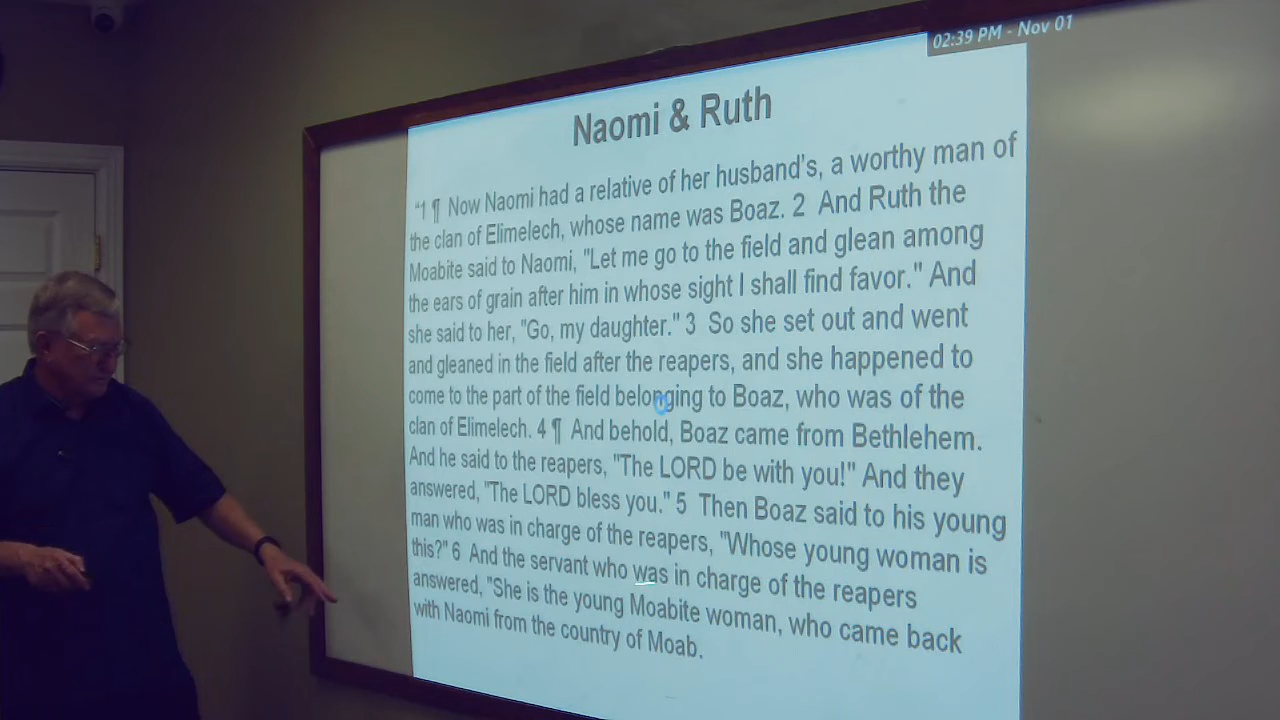 02:39 PM - Nov 01
Naomi & Ruth
“1 ¶ Now Naomi had a relative of her husband's, a worthy man of
the clan of Elimelech, whose name was Boaz. 2 And Ruth the
Moabite said to Naomi, "Let me go to the field and glean among
the ears of grain after him in whose sight I shall find favor." And
she said to her, "Go, my daughter." 3 So she set out and went
and gleaned in the field after the reapers, and she happened to
come to the part of the field belonging to Boaz, who was of the
clan of Elimelech. 4 ¶ And behold, Boaz came from Bethlehem.
And he said to the reapers, "The LORD be with you!" And they
answered, "The LORD bless you." 5 Then Boaz said to his young
man who was in charge of the reapers, "Whose young woman is
this?" 6 And the servant who was in charge of the reapers
answered, "She is the young Moabite woman, who came back
with Naomi from the country of Moab.